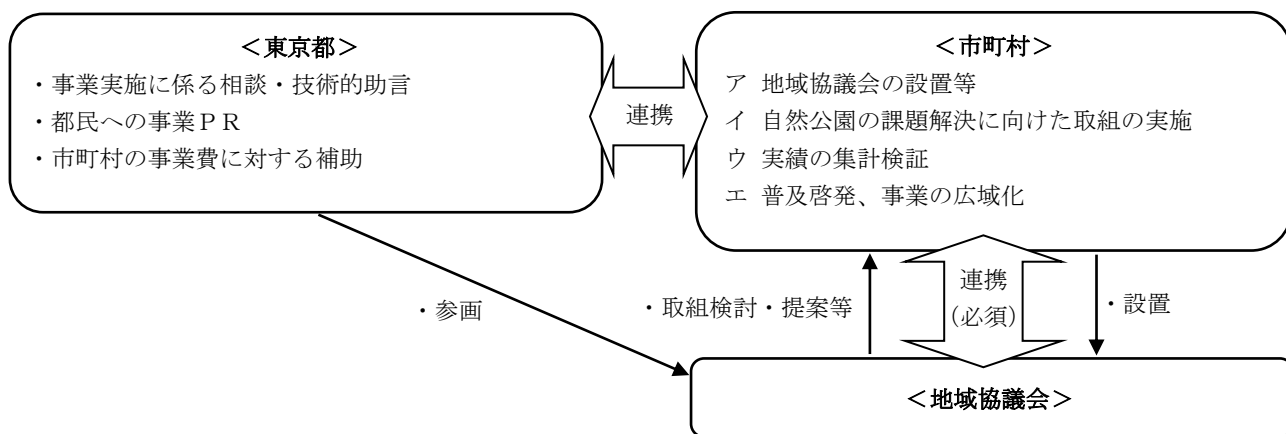 ＜東京都＞
・事業実施に係る相談・技術的助言
・都民への事業ＰＲ
・市町村の事業費に対する補助
連携
＜市町村＞
ア 地域協議会の設置等
イ 自然公園の課題解決に向けた取組の実施
ウ 実績の集計検証
エ 普及啓発、事業の広域化
・参画
・取組検討・提案等
連携
（必須）
・設置
＜地域協議会＞